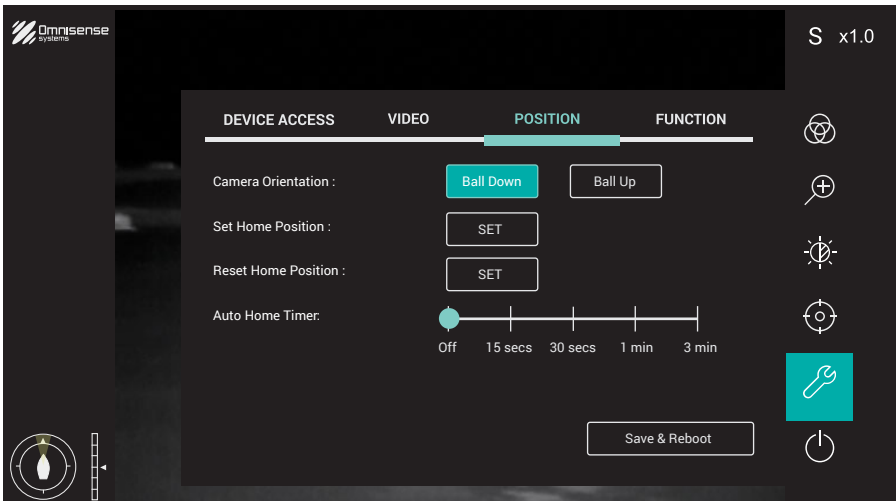 Omnisense
systems
S x1.0
DEVICE ACCESS VIDEO POSITION FUNCTION
Camera Orientation : Ball Down Ball Up
Set Home Position : SET
Reset Home Position : SET
Auto Home Timer:
Off 15 secs 30 secs 1 min 3 min
Save & Reboot